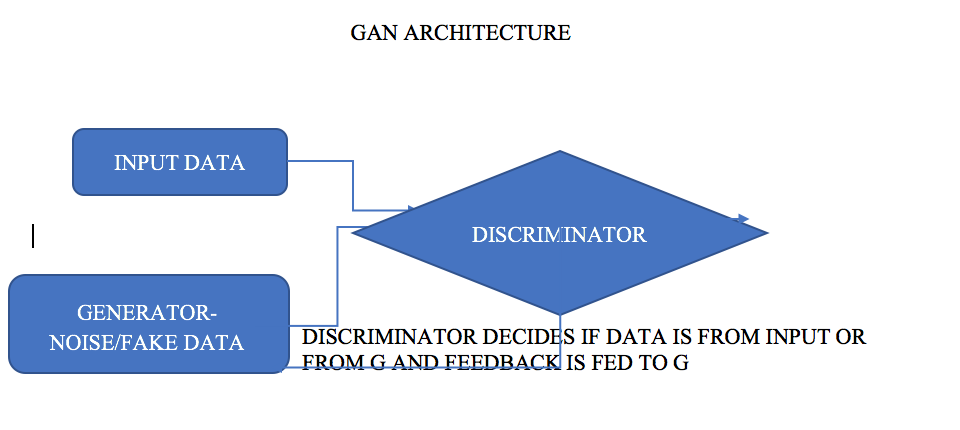 GAN ARCHITECTURE
INPUT DATA
DISCRIMINATOR
GENERATOR-
NOISE/FAKE DATA
DISCRIMINATOR DECIDES IF DATA IS FROM INPUT OR
FROM G AND FEEDBACK IS FED TO G